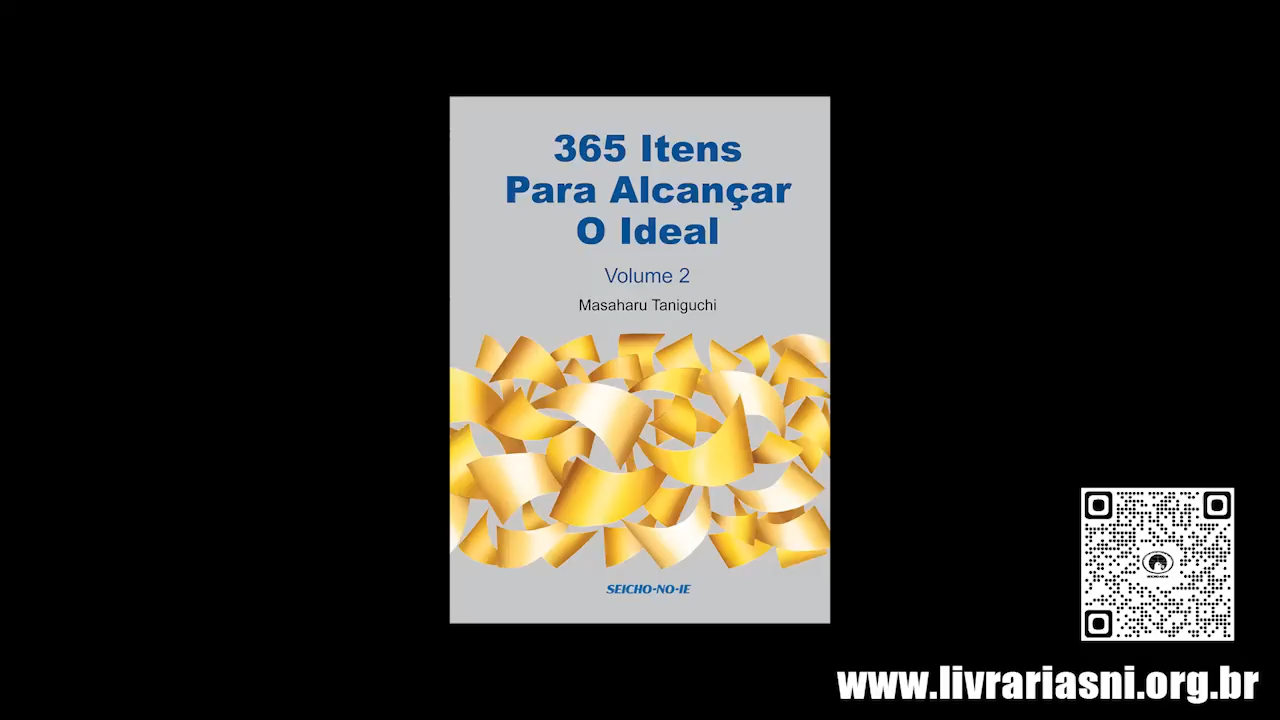 365 Itens
Para Alcançar
O Ideal
Volume 2
Masaharu Taniguchi
SEICHO-NO-IE
www.livrariasni.org.br